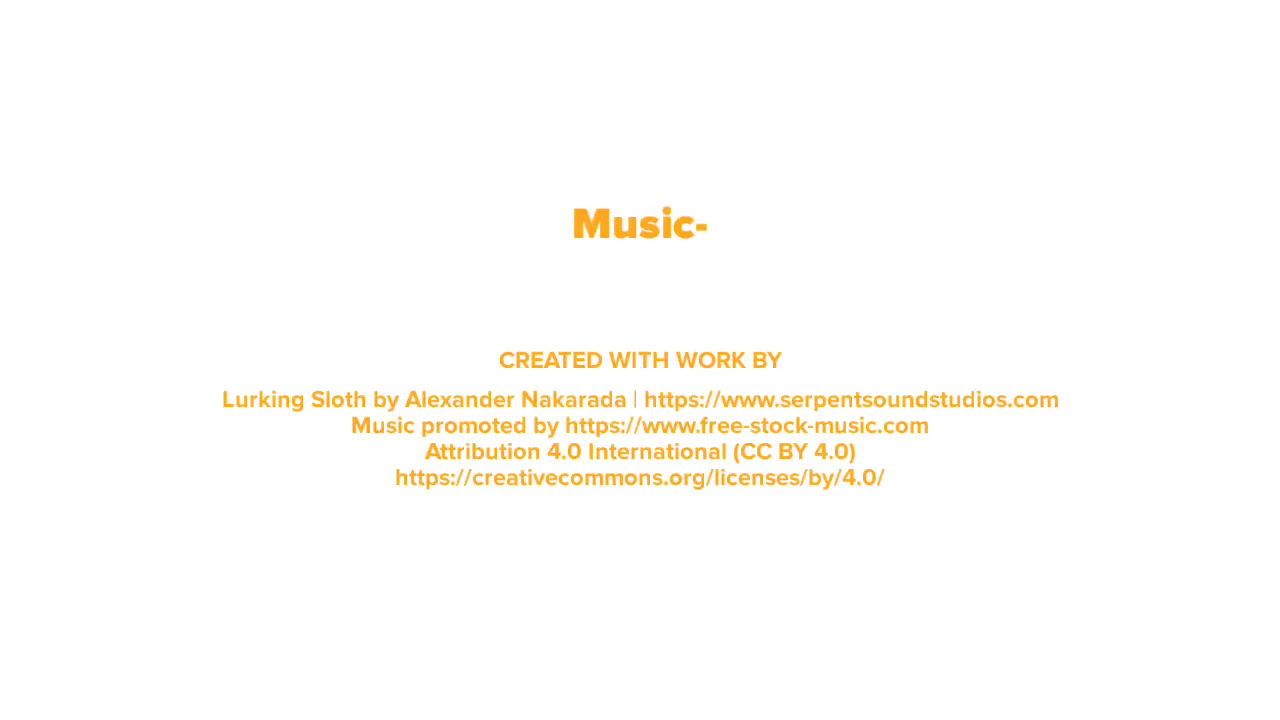 Music-
CREATED WITH WORK BY
Lurking Sloth by Alexander Nakarada | https://www.serpentsoundstudios.com
Music promoted by https://www.free-stock-music.com
Attribution 4.0 International (CC BY 4.0)
https://creativecommons.org/licenses/by/4.0/